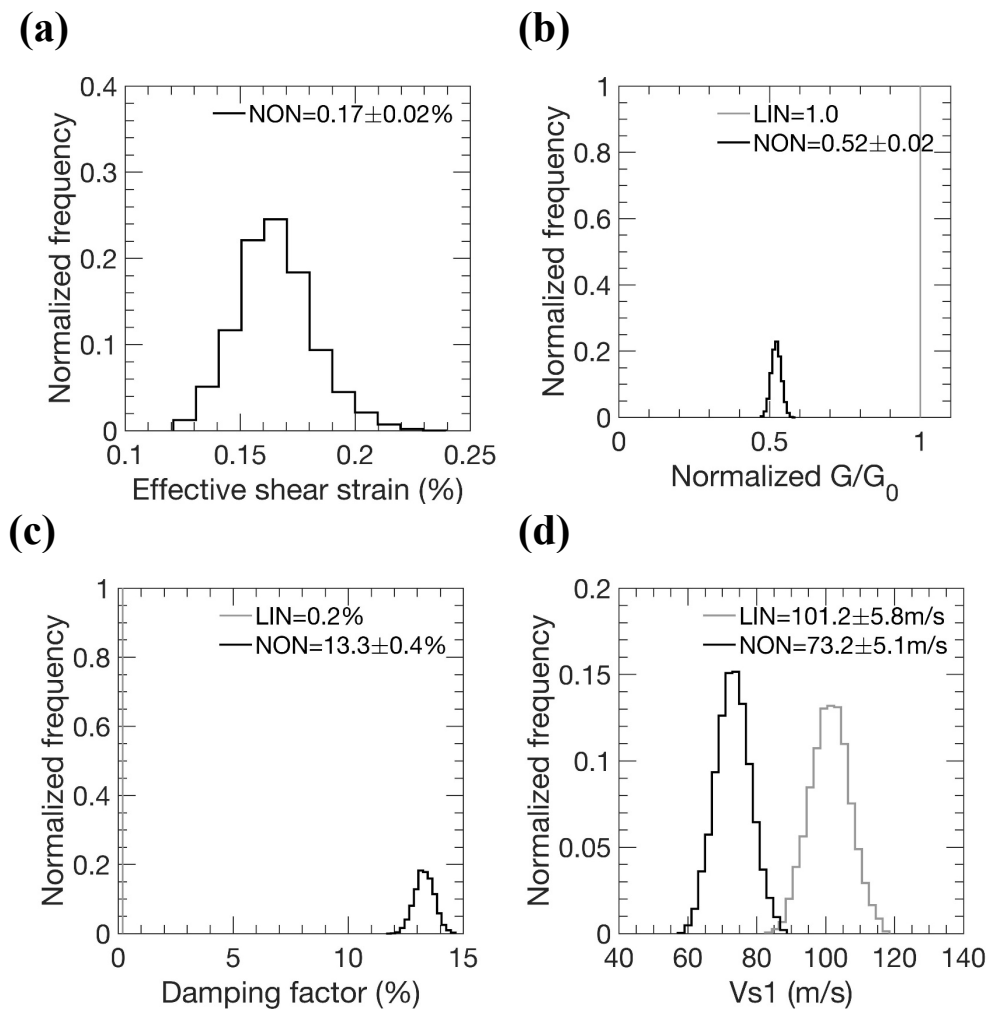 (a)
0.4
0.3
0.2
0.1
0
0.1
0.15
0.2
0.25
Normalized frequency
Effective shear strain (%)
NON=0.17±0.02%
(b)
1
0.8
0.6
0.4
0.2
0
0
0.5
1
Normalized frequency
Normalized G/G0
LIN=1.0
NON=0.52±0.02
(c)
1
0.8
0.6
0.4
0.2
0
0
5
10
15
Normalized frequency
Damping factor (%)
LIN=0.2%
NON=13.3±0.4%
(d)
0.2
0.15
0.1
0.05
0
40
60
80
100
120
140
Normalized frequency
Vs1 (m/s)
LIN=101.2±5.8m/s
NON=73.2±5.1m/s